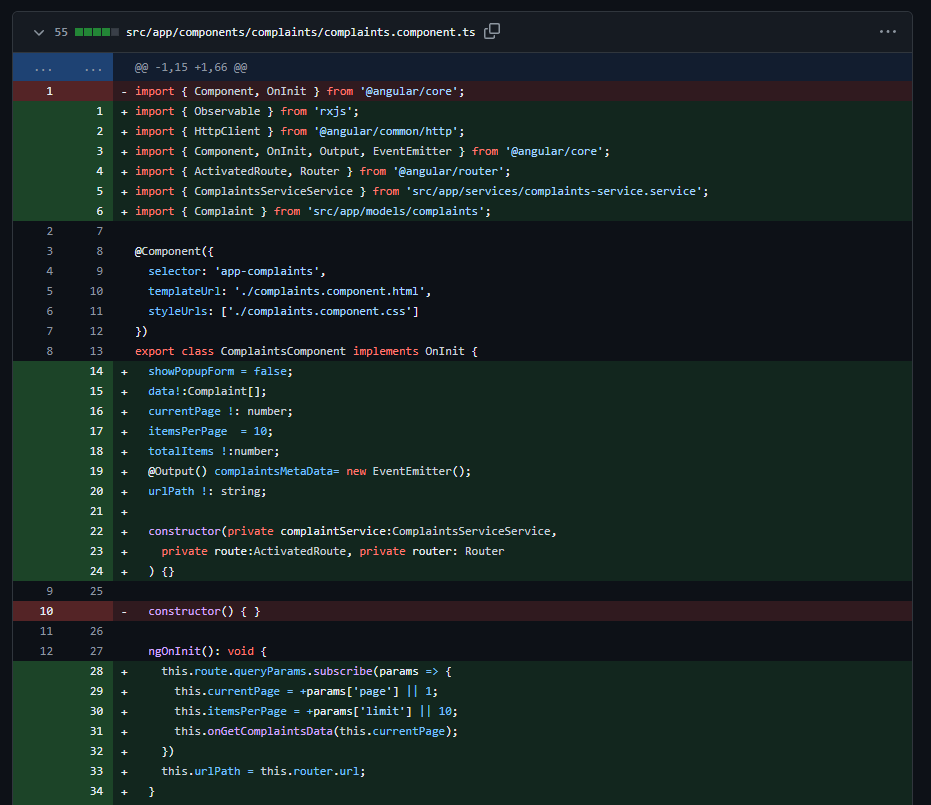 55 src/app/components/complaints/complaints.component.ts ...
... ... @@ -1,15 +1,66 @@
1 - import { Component, OnInit } from '@angular/core';
1 + import { Observable } from 'rxjs';
2 + import { HttpClient } from '@angular/common/http';
3 + import { Component, OnInit, Output, EventEmitter } from '@angular/core';
4 + import { ActivatedRoute, Router } from '@angular/router';
5 + import { ComplaintsServiceService } from 'src/app/services/complaints-service.service';
6 + import { Complaint } from 'src/app/models/complaints';
2 7
3 8 @Component({
4 9   selector: 'app-complaints',
5 10   templateUrl: './complaints.component.html',
6 11   styleUrls: ['./complaints.component.css']
7 12 })
8 13 export class ComplaintsComponent implements OnInit {
14 +   showPopupForm = false;
15 +   data!:Complaint[];
16 +   currentPage !: number;
17 +   itemsPerPage  = 10;
18 +   totalItems !:number;
19 +   @Output() complaintsMetaData= new EventEmitter();
20 +   urlPath !: string;
21 +
22 +   constructor(private complaintService:ComplaintsServiceService,
23 +     private route:ActivatedRoute, private router: Router
24 +   ) {}
9 25
10 -   constructor() { }
11 26
12 27   ngOnInit(): void {
28 +     this.route.queryParams.subscribe(params => {
29 +       this.currentPage = +params['page'] || 1;
30 +       this.itemsPerPage = +params['limit'] || 10;
31 +       this.onGetComplaintsData(this.currentPage);
32 +     })
33 +     this.urlPath = this.router.url;
34 +   }